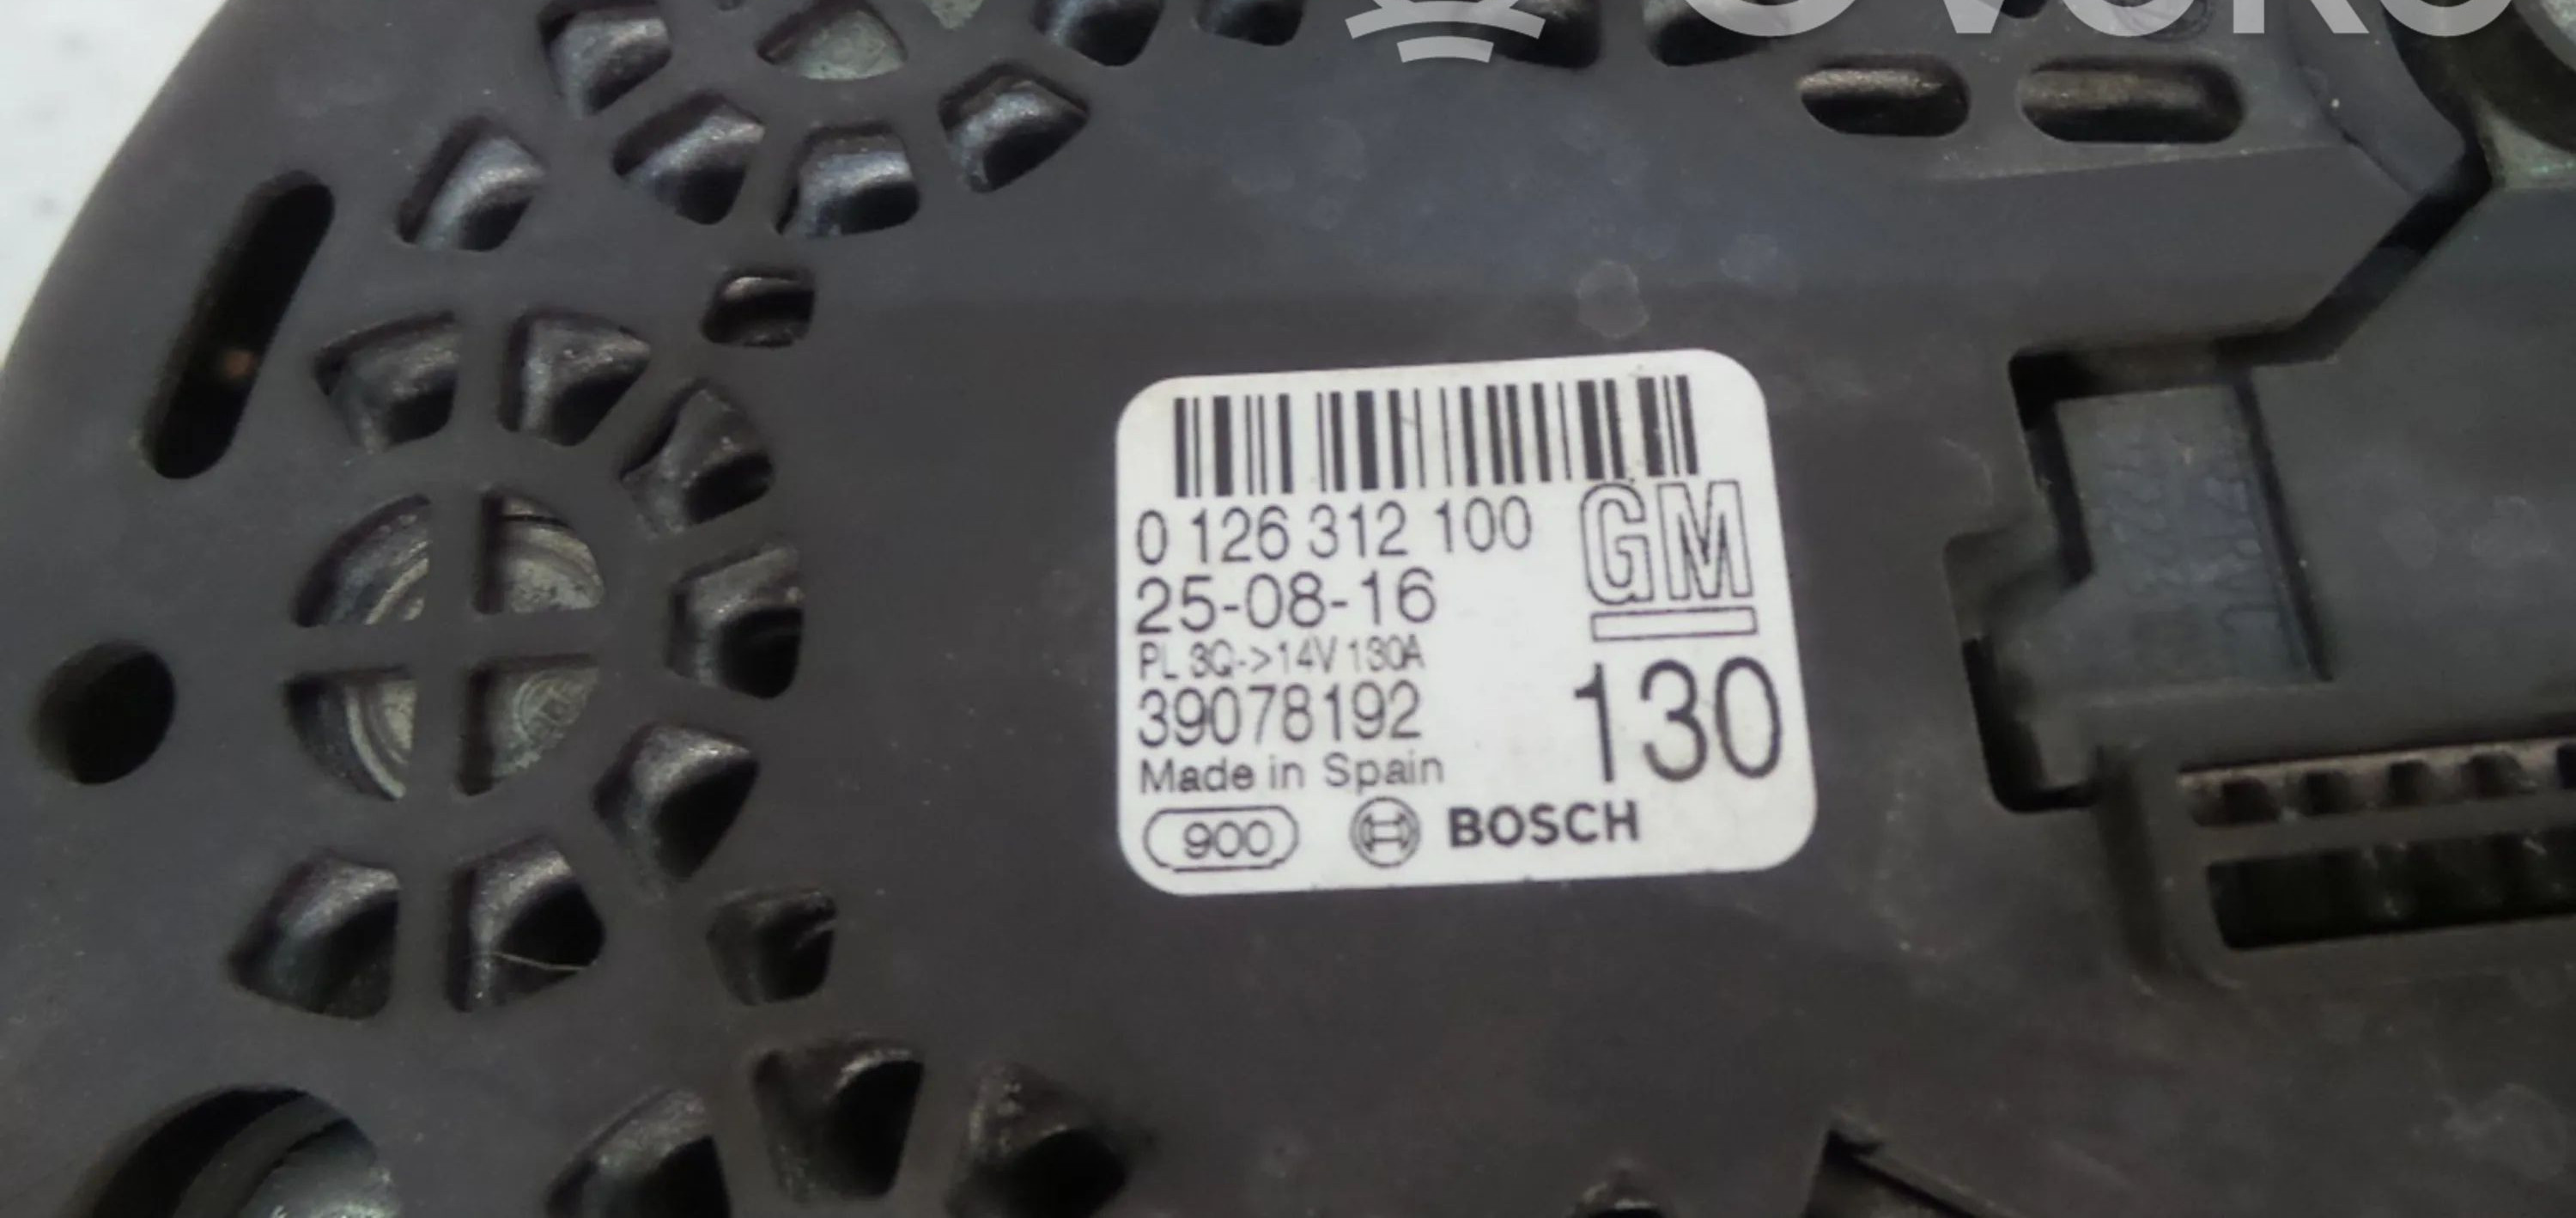 0 126 312 100
GM
25-08-16
PL 3Q->14V 130A
39078192
130
Made in Spain
900
BOSCH